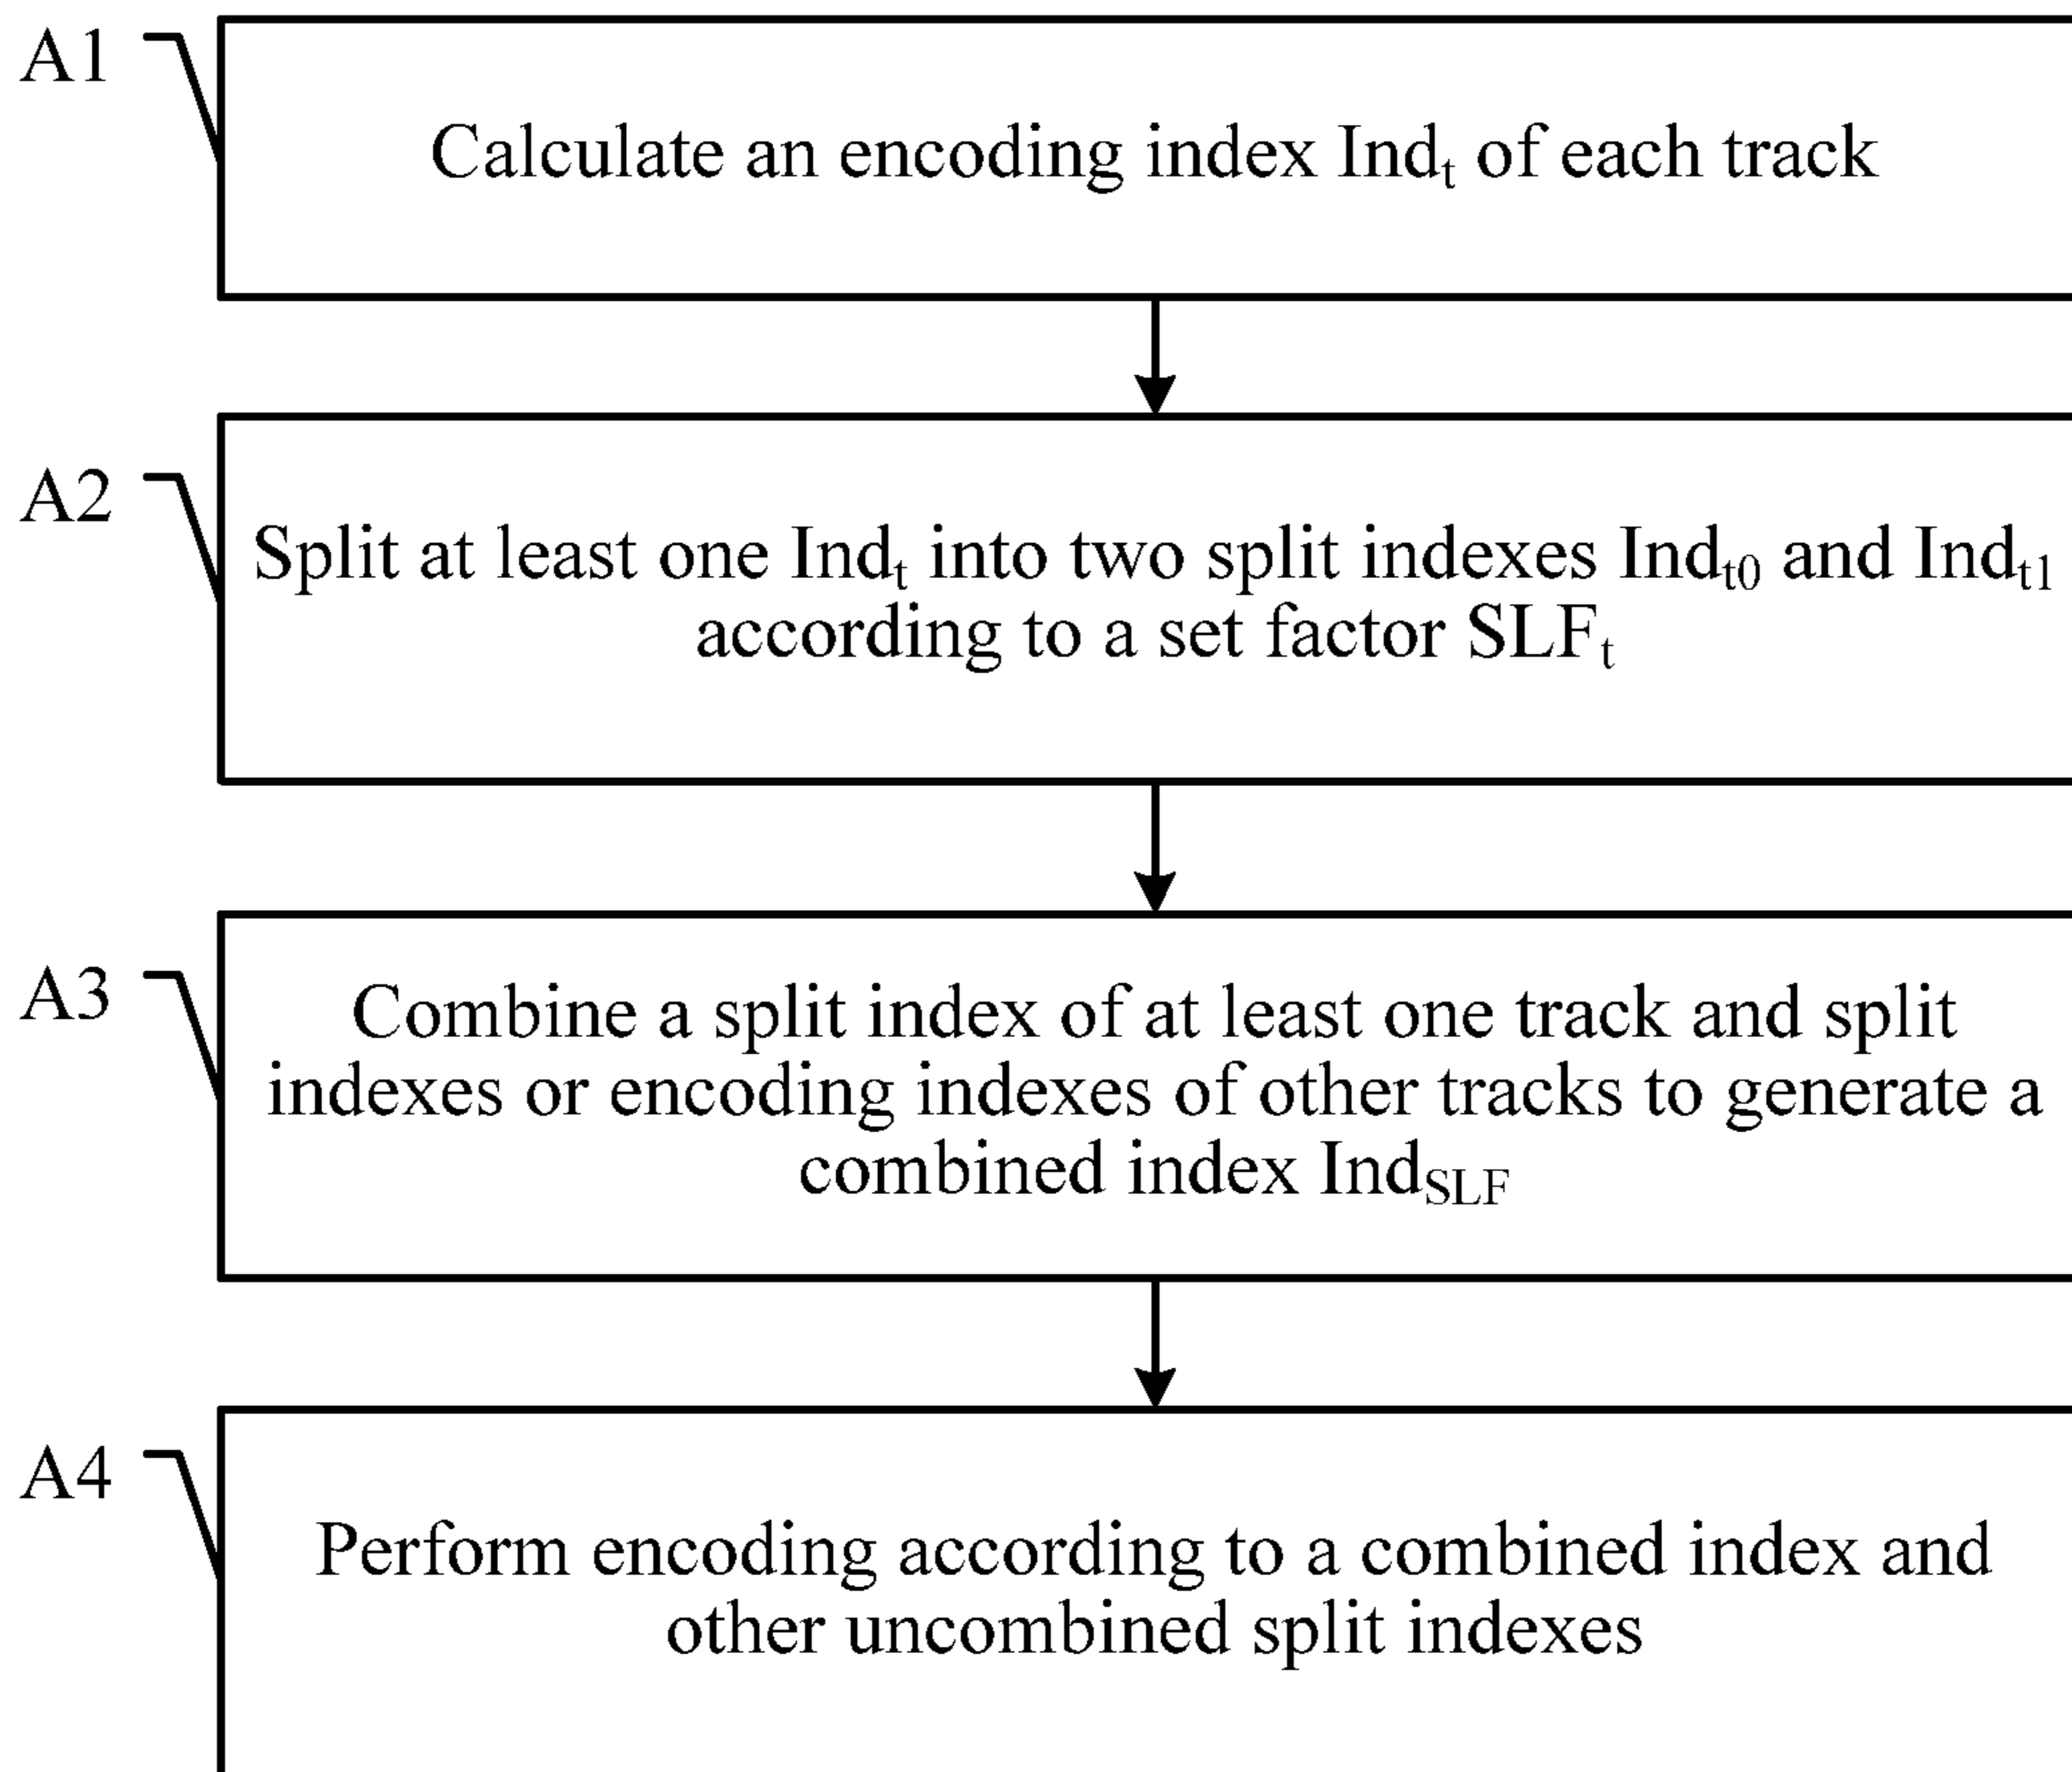 A1
Calculate an encoding index Indt of each track
A2
Split at least one Indt into two split indexes Indt0 and Indt1
according to a set factor SLFt
A3
Combine a split index of at least one track and split
indexes or encoding indexes of other tracks to generate a
combined index IndSLF
A4
Perform encoding according to a combined index and
other uncombined split indexes